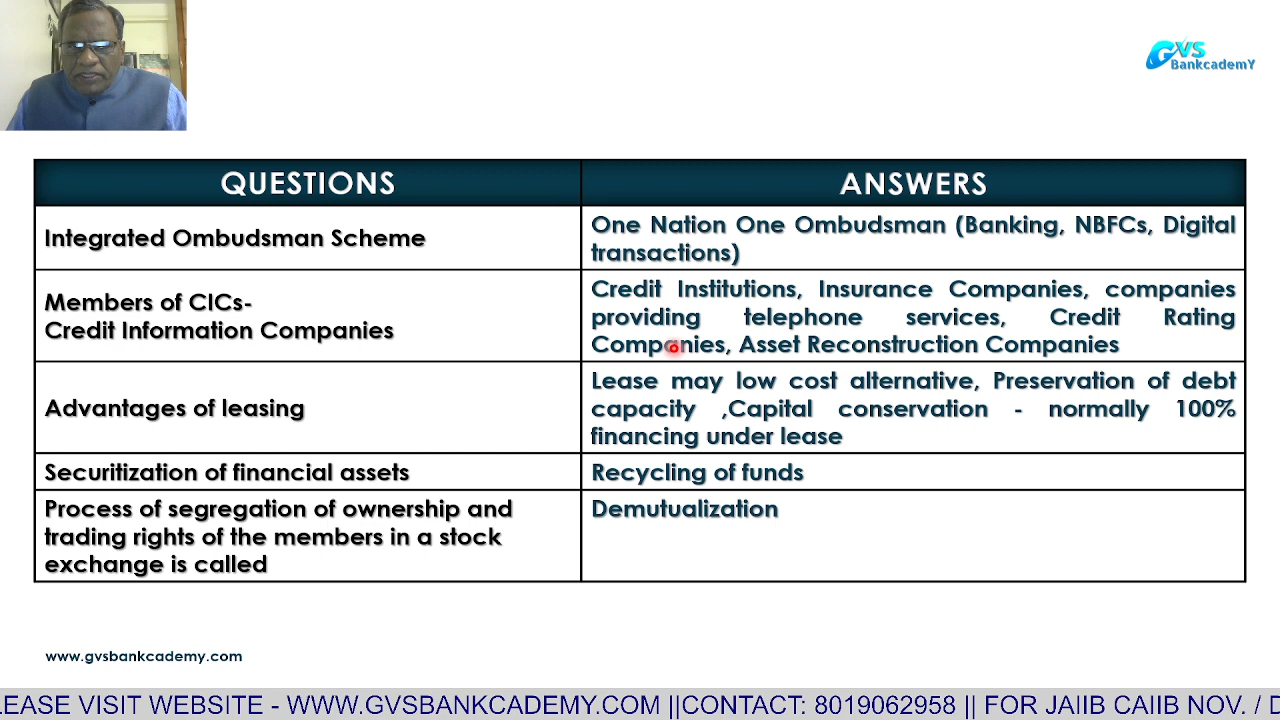 GVS
BankcademY
QUESTIONS
ANSWERS
Integrated Ombudsman Scheme
One Nation One Ombudsman (Banking, NBFCs, Digital
transactions)
Members of CICs-
Credit Information Companies
Credit Institutions, Insurance Companies, companies
providing telephone services, Credit Rating
Companies, Asset Reconstruction Companies
Advantages of leasing
Lease may low cost alternative, Preservation of debt
capacity ,Capital conservation - normally 100%
financing under lease
Securitization of financial assets
Recycling of funds
Process of segregation of ownership and
trading rights of the members in a stock
exchange is called
Demutualization
www.gvsbankcademy.com
LEASE VISIT WEBSITE - WWW.GVSBANKCADEMY.COM ||CONTACT: 8019062958 || FOR JAIIB CAIIB NOV. / D